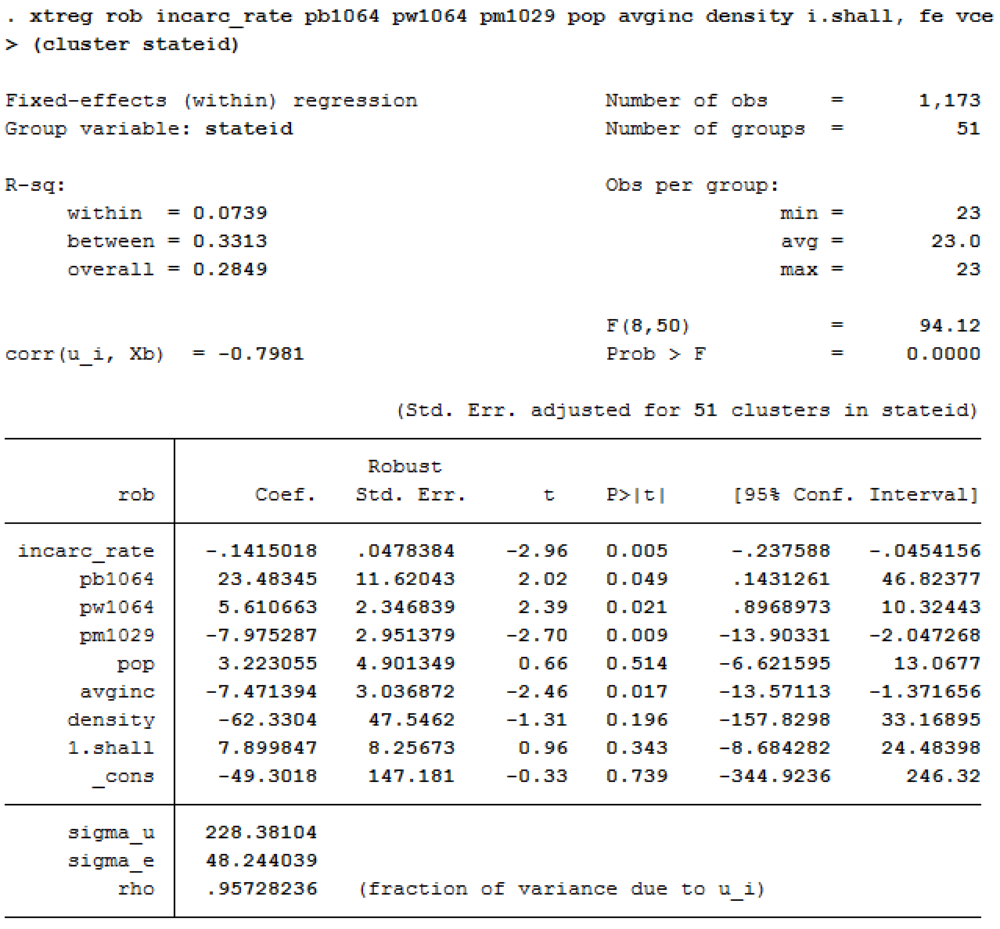 . xtreg rob incarc_rate pb1064 pw1064 pm1029 pop avginc density i.shall, fe vce
> (cluster stateid)
Fixed-effects (within) regression Number of obs = 1,173
Group variable: stateid Number of groups = 51
R-sq: Obs per group:
within = 0.0739 min = 23
between = 0.3313 avg = 23.0
overall = 0.2849 max = 23
F(8,50) = 94.12
corr(u_i, Xb) = -0.7981 Prob > F = 0.0000
(Std. Err. adjusted for 51 clusters in stateid)
Robust
rob Coef. Std. Err. t P>|t| [95% Conf. Interval]
incarc_rate -.1415018 .0478384 -2.96 0.005 -.237588 -.0454156
pb1064 23.48345 11.62043 2.02 0.049 .1431261 46.82377
pw1064 5.610663 2.346839 2.39 0.021 .8968973 10.32443
pm1029 -7.975287 2.951379 -2.70 0.009 -13.90331 -2.047268
pop 3.223055 4.901349 0.66 0.514 -6.621595 13.0677
avginc -7.471394 3.036872 -2.46 0.017 -13.57113 -1.371656
density -62.3304 47.5462 -1.31 0.196 -157.8298 33.16895
1.shall 7.899847 8.25673 0.96 0.343 -8.684282 24.48398
_cons -49.3018 147.181 -0.33 0.739 -344.9236 246.32
sigma_u 228.38104
sigma_e 48.244039
rho .95728236 (fraction of variance due to u_i)